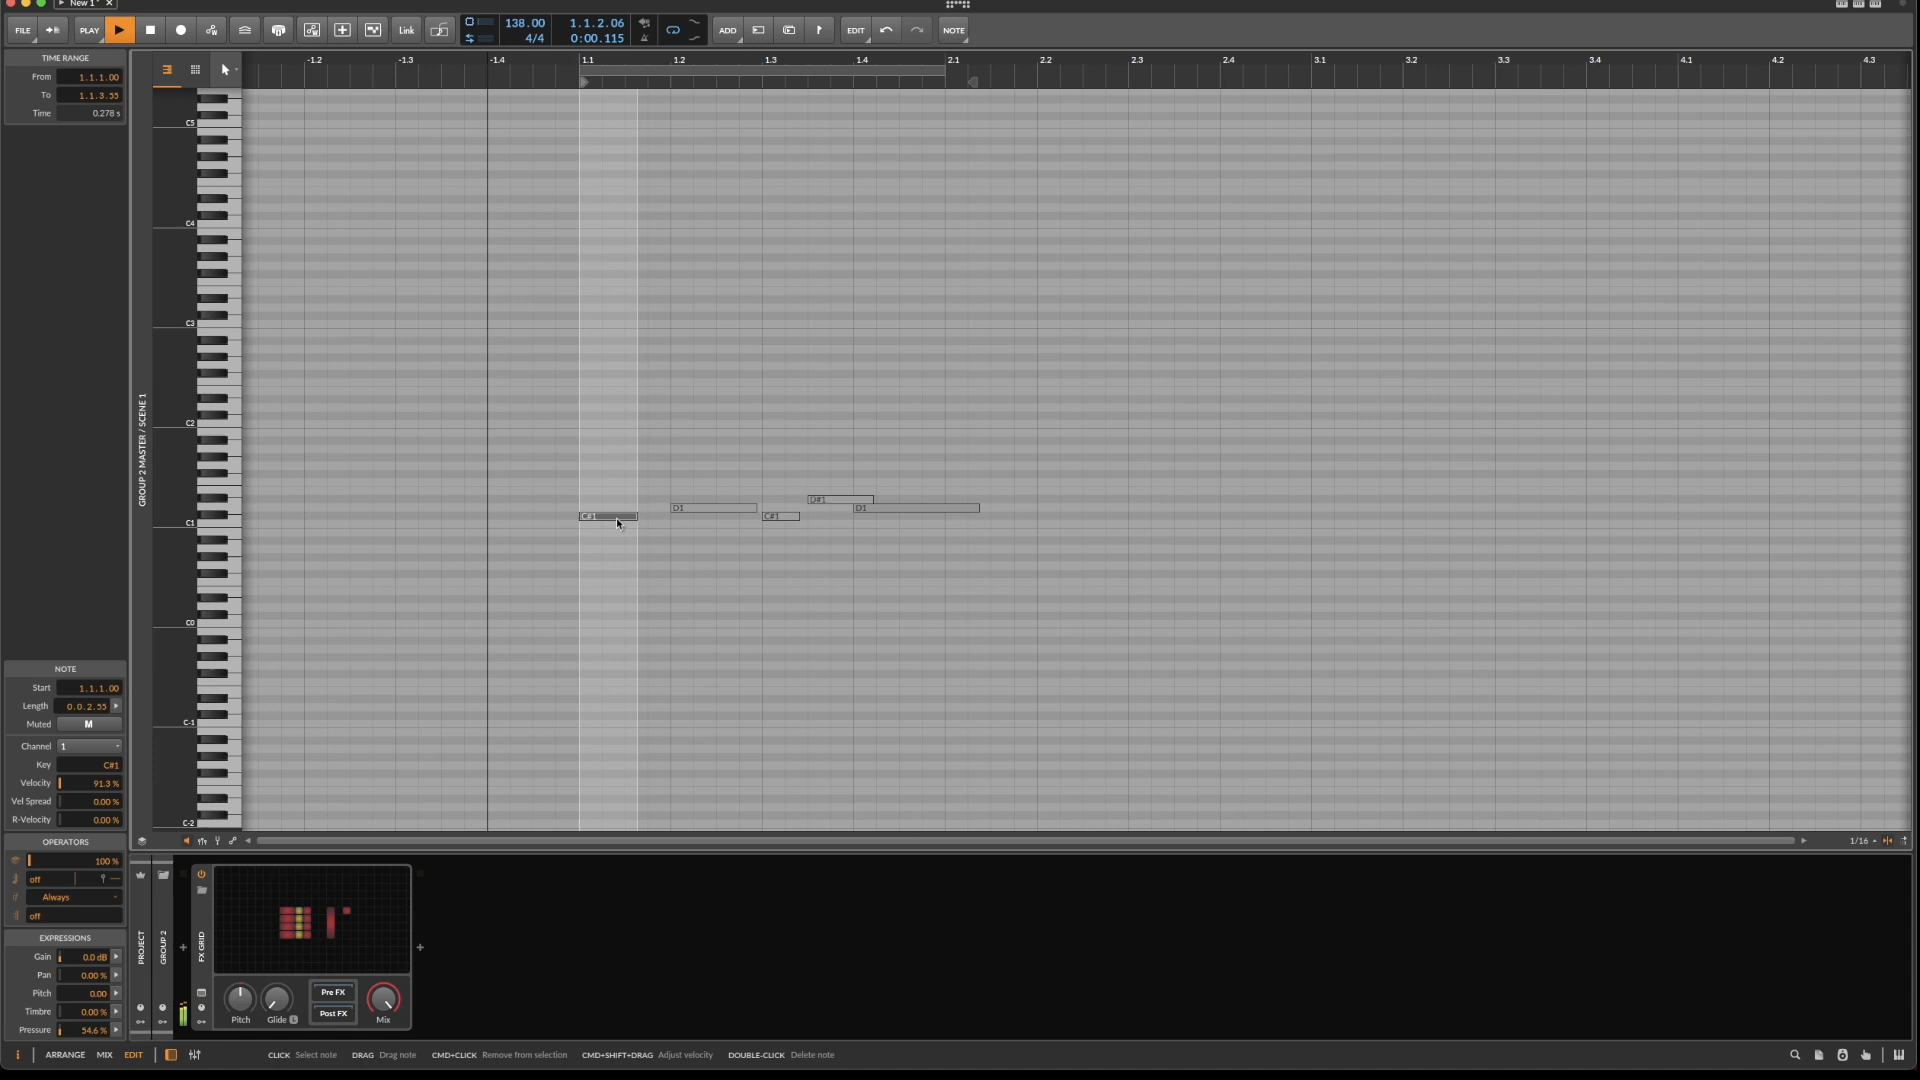 New 1
FILE PLAY Link 138.00 1.1.2.06 ADD EDIT NOTE
4/4 0:00.115
TIME RANGE
From 1.1.1.00
To 1.1.3.55
Time 0.278 s
-1.2 -1.3 -1.4 1.1 1.2 1.3 1.4 2.1 2.2 2.3 2.4 3.1 3.2 3.3 3.4 4.1 4.2 4.3
C5
C4
C3
C2
C1
C0
C-1
C-2
GROUP 2 MASTER / SCENE 1
D#1
D1 D1
C#1 C#1
NOTE
Start 1.1.1.00
Length 0.0.2.55
Muted M
Channel 1
Key C#1
Velocity 91.3 %
Vel Spread 0.00 %
R-Velocity 0.00 %
1/16
OPERATORS
100 %
off
Always
off
EXPRESSIONS
Gain 0.0 dB
Pan 0.00 %
Pitch 0.00
Timbre 0.00 %
Pressure 54.6 %
PROJECT
GROUP 2
FX GRID
Pre FX
Post FX
Pitch Glide L Mix
i ARRANGE MIX EDIT CLICK Select note DRAG Drag note CMD+CLICK Remove from selection CMD+SHIFT+DRAG Adjust velocity DOUBLE-CLICK Delete note